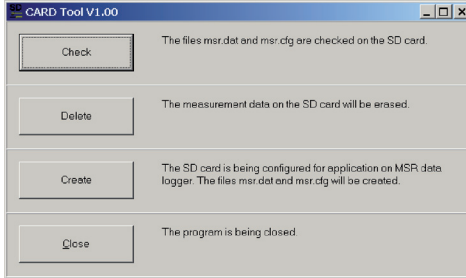 SD
CARD Tool V1.00
Check
The files msr.dat and msr.cfg are checked on the SD card.
Delete
The measurement data on the SD card will be erased.
Create
The SD card is being configured for application on MSR data
logger. The files msr.dat and msr.cfg will be created.
Close
The program is being closed.